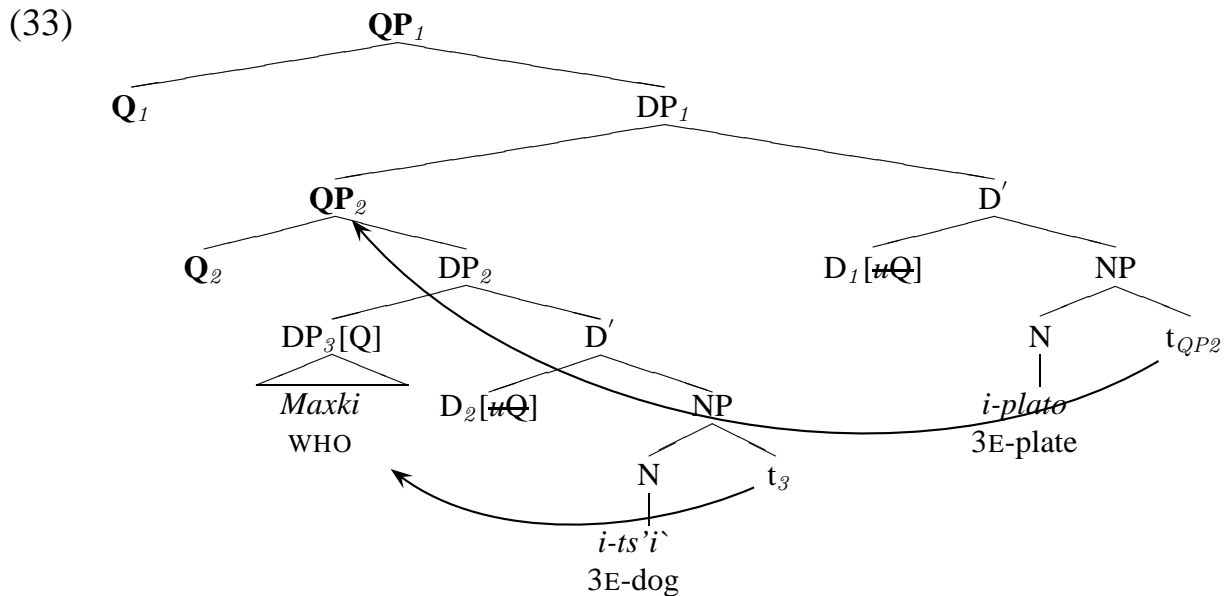 (33)
QP1
Q1 DP1
QP2 D′
Q2 DP2 D1[uQ] NP
DP3[Q] D′ N tQP2
Maxki D2[uQ] NP i-plato
WHO 3E-plate
N t3
i-ts’i`
3E-dog